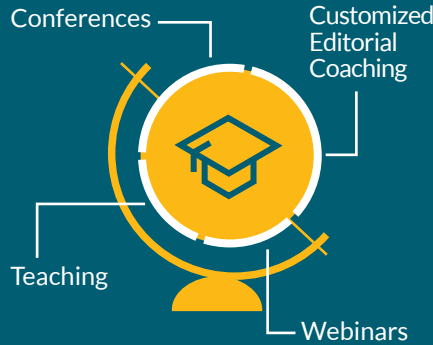 Conferences
Customized
Editorial
Coaching
Teaching
Webinars